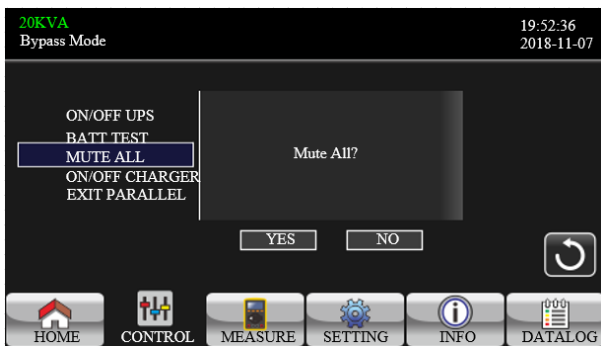 20KVA
Bypass Mode
19:52:36
2018-11-07
ON/OFF UPS
BATT TEST
MUTE ALL
ON/OFF CHARGER
EXIT PARALLEL
Mute All?
YES NO
HOME CONTROL MEASURE SETTING INFO DATALOG